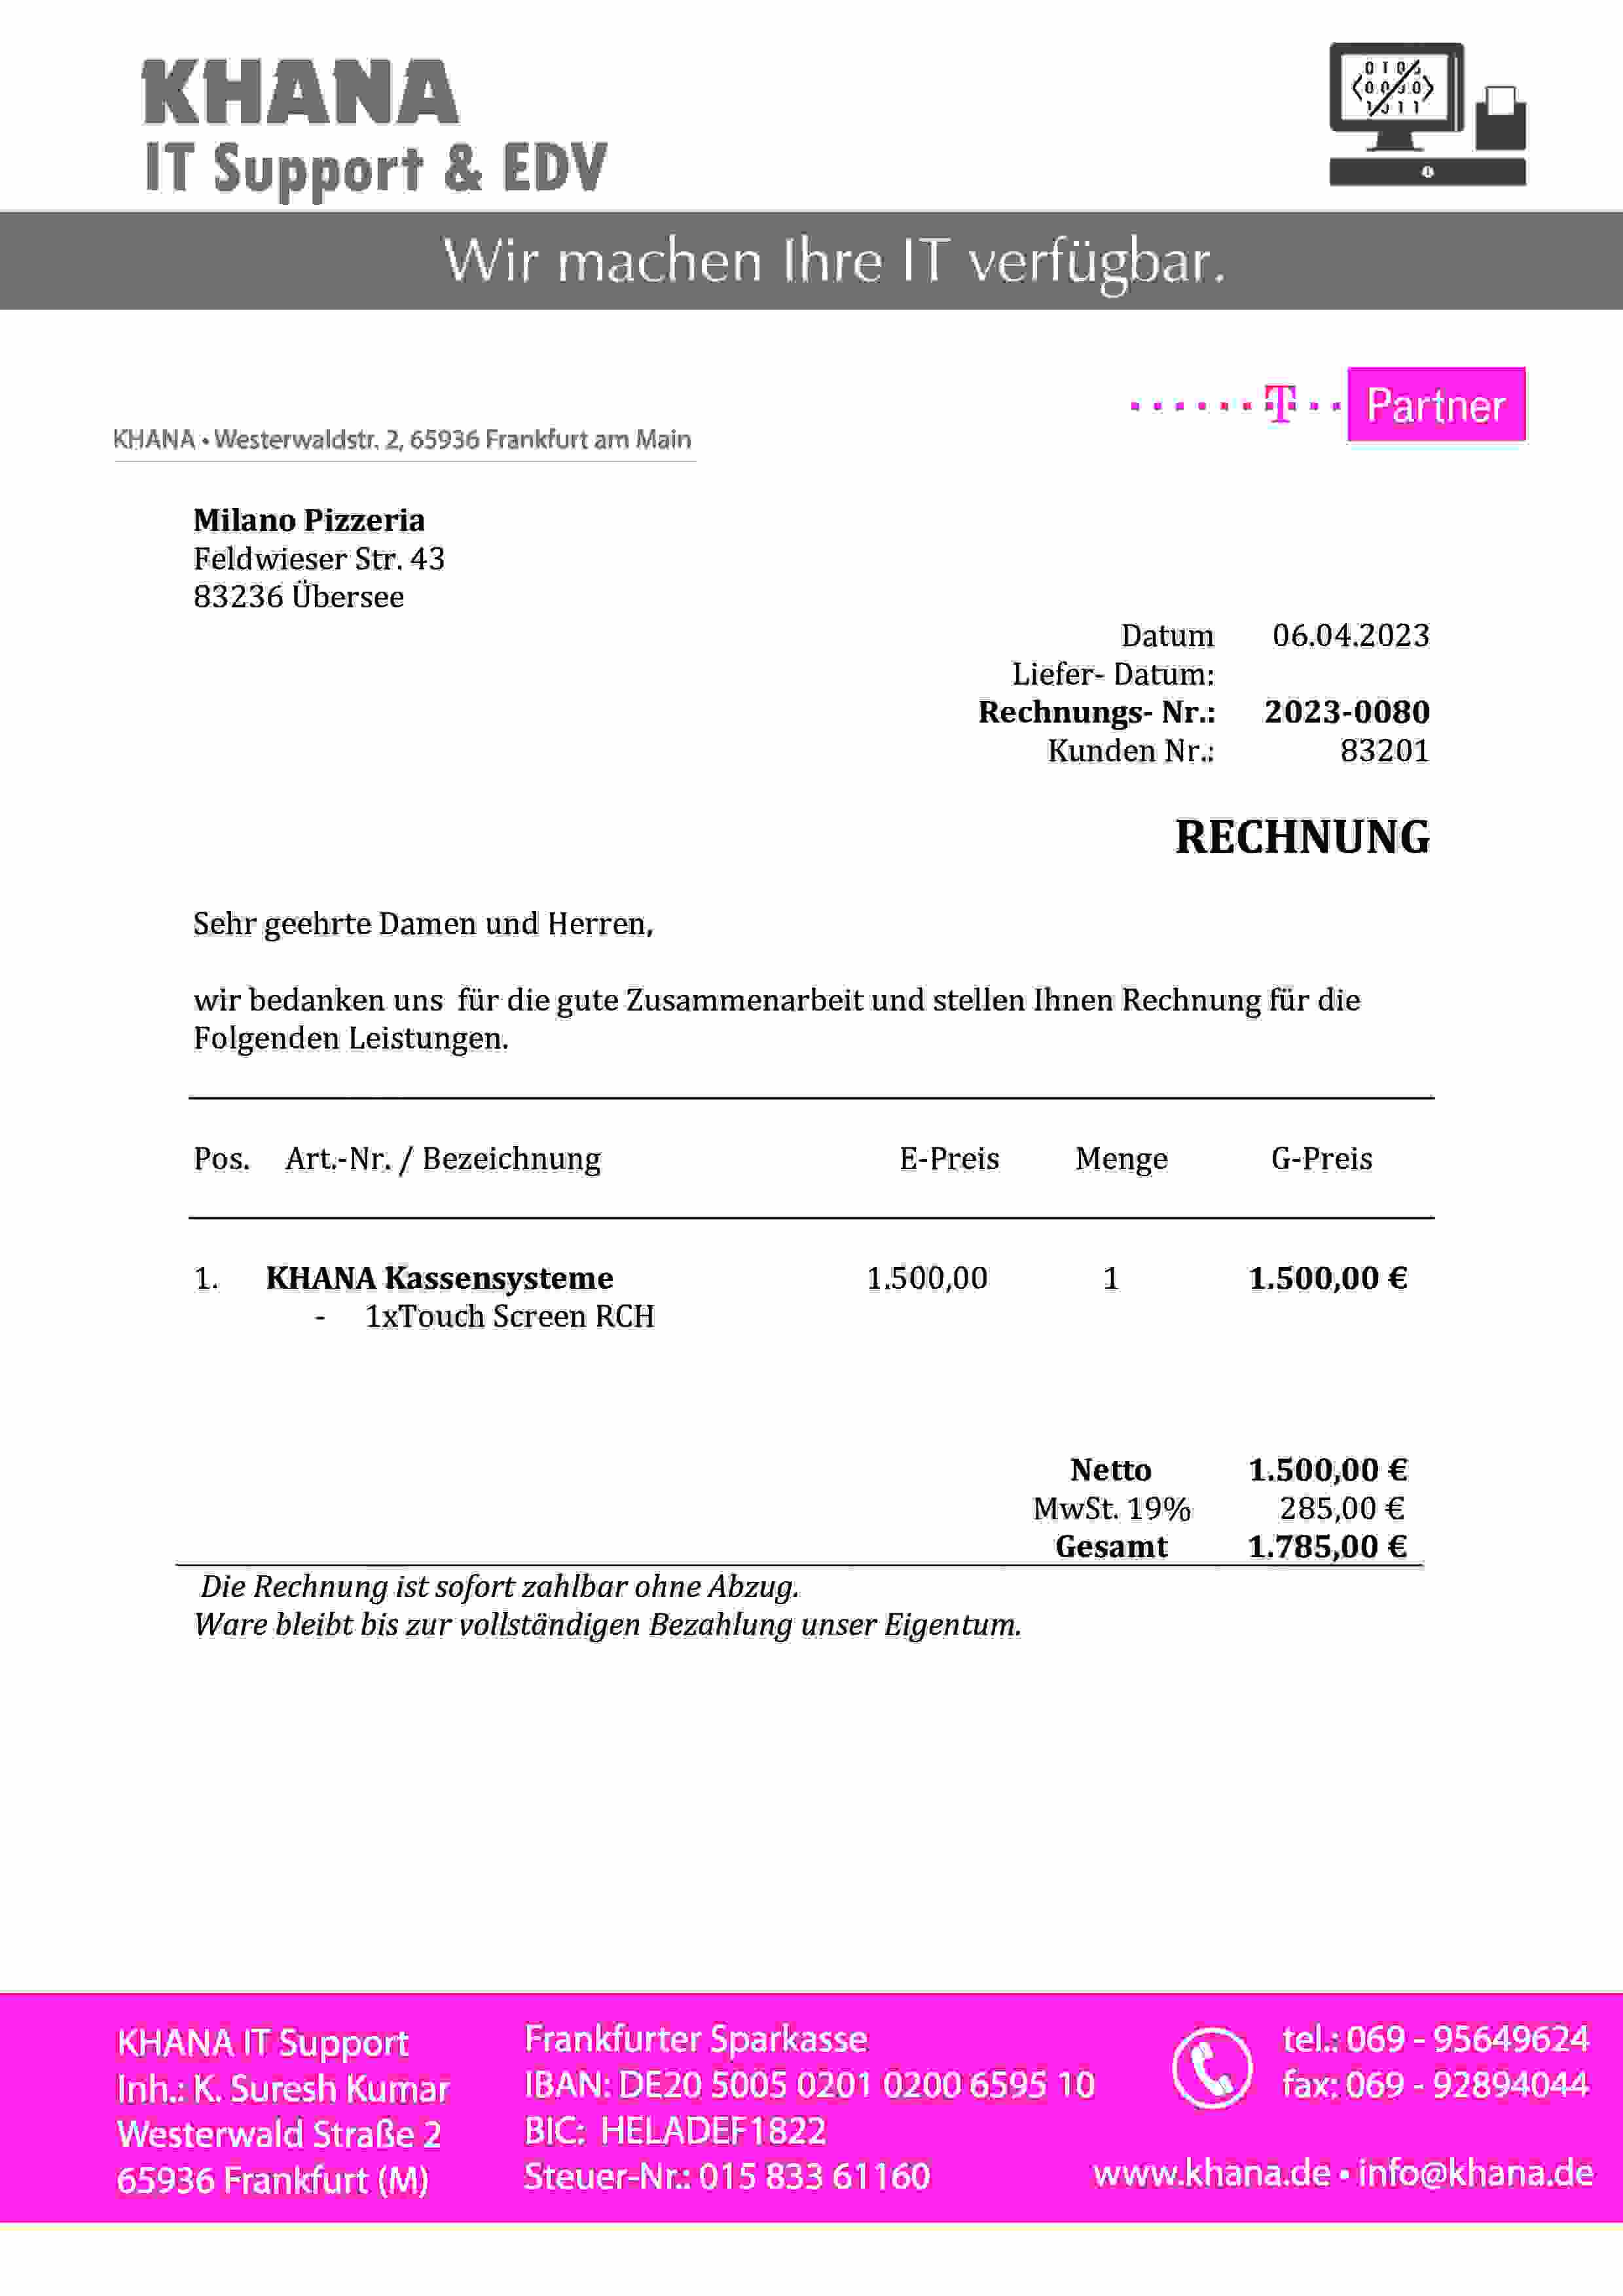 KHANA
IT Support & EDV
Wir machen Ihre IT verfügbar.
T Partner
KHANA • Westerwaldstr. 2, 65936 Frankfurt am Main
Milano Pizzeria
Feldwieser Str. 43
83236 Übersee
Datum 06.04.2023
Liefer- Datum:
Rechnungs- Nr.: 2023-0080
Kunden Nr.: 83201
RECHNUNG
Sehr geehrte Damen und Herren,
wir bedanken uns für die gute Zusammenarbeit und stellen Ihnen Rechnung für die
Folgenden Leistungen.
Pos. Art.-Nr. / Bezeichnung E-Preis Menge G-Preis
1. KHANA Kassensysteme 1.500,00 1 1.500,00 €
- 1xTouch Screen RCH
Netto 1.500,00 €
MwSt. 19% 285,00 €
Gesamt 1.785,00 €
Die Rechnung ist sofort zahlbar ohne Abzug.
Ware bleibt bis zur vollständigen Bezahlung unser Eigentum.
KHANA IT Support
Inh.: K. Suresh Kumar
Westerwald Straße 2
65936 Frankfurt (M)
Frankfurter Sparkasse
IBAN: DE20 5005 0201 0200 6595 10
BIC: HELADEF1822
Steuer-Nr.: 015 833 61160
tel.: 069 - 95649624
fax: 069 - 92894044
www.khana.de • info@khana.de